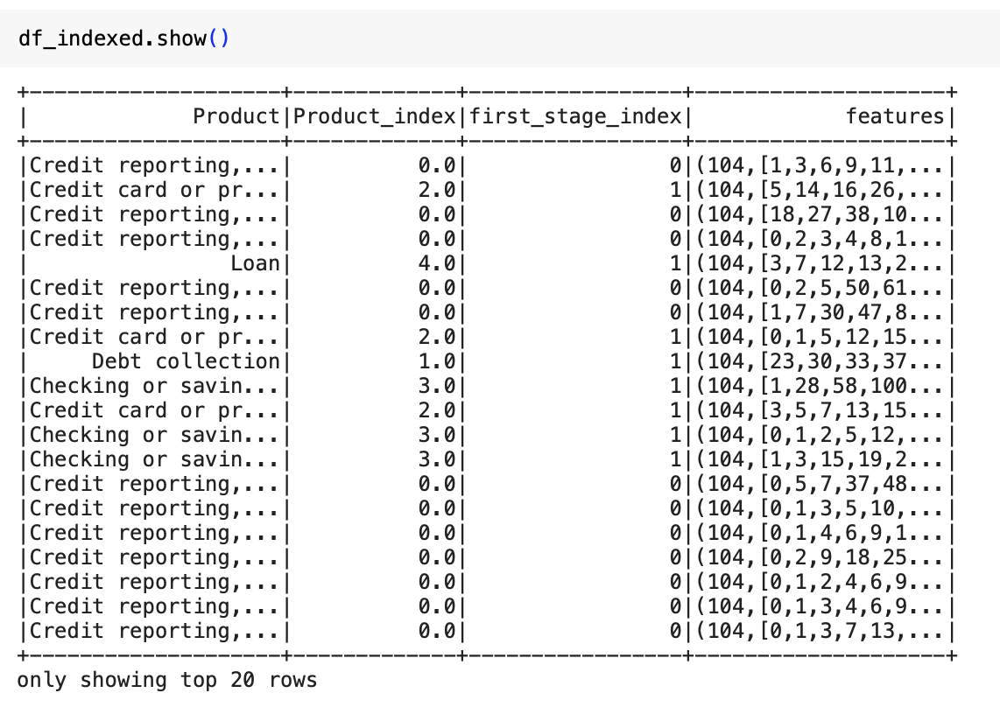 df_indexed.show()
+--------------------+-------------+-----------------+--------------------+
|             Product|Product_index|first_stage_index|            features|
+--------------------+-------------+-----------------+--------------------+
|Credit reporting,...|          0.0|                0|(104,[1,3,6,9,11,...|
|Credit card or pr...|          2.0|                1|(104,[5,14,16,26,...|
|Credit reporting,...|          0.0|                0|(104,[18,27,38,10...|
|Credit reporting,...|          0.0|                0|(104,[0,2,3,4,8,1...|
|                Loan|          4.0|                1|(104,[3,7,12,13,2...|
|Credit reporting,...|          0.0|                0|(104,[0,2,5,50,61...|
|Credit reporting,...|          0.0|                0|(104,[1,7,30,47,8...|
|Credit card or pr...|          2.0|                1|(104,[0,1,5,12,15...|
|     Debt collection|          1.0|                1|(104,[23,30,33,37...|
|Checking or savin...|          3.0|                1|(104,[1,28,58,100...|
|Credit card or pr...|          2.0|                1|(104,[3,5,7,13,15...|
|Checking or savin...|          3.0|                1|(104,[0,1,2,5,12,...|
|Checking or savin...|          3.0|                1|(104,[1,3,15,19,2...|
|Credit reporting,...|          0.0|                0|(104,[0,5,7,37,48...|
|Credit reporting,...|          0.0|                0|(104,[0,1,3,5,10,...|
|Credit reporting,...|          0.0|                0|(104,[0,1,4,6,9,1...|
|Credit reporting,...|          0.0|                0|(104,[0,2,9,18,25...|
|Credit reporting,...|          0.0|                0|(104,[0,1,2,4,6,9...|
|Credit reporting,...|          0.0|                0|(104,[0,1,3,4,6,9...|
|Credit reporting,...|          0.0|                0|(104,[0,1,3,7,13,...|
+--------------------+-------------+-----------------+--------------------+
only showing top 20 rows